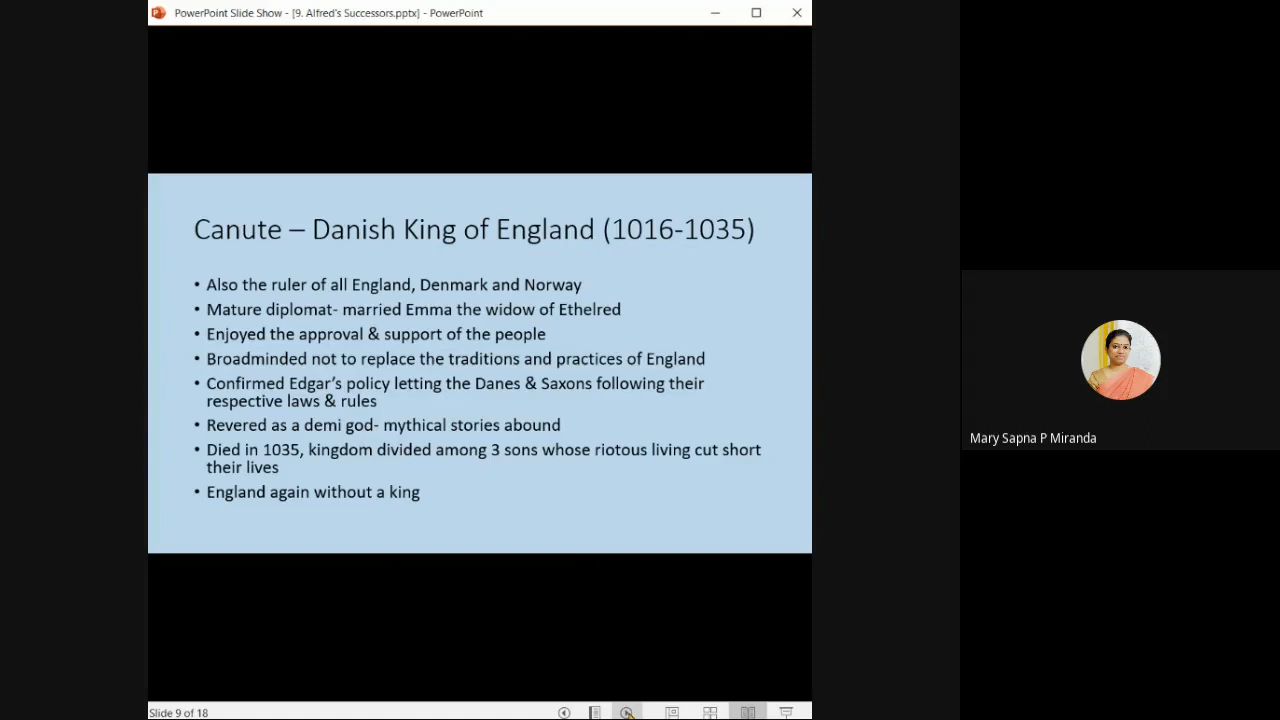 PowerPoint Slide Show - [9. Alfred's Successors.pptx] - PowerPoint
Canute – Danish King of England (1016-1035)
• Also the ruler of all England, Denmark and Norway
• Mature diplomat- married Emma the widow of Ethelred
• Enjoyed the approval & support of the people
• Broadminded not to replace the traditions and practices of England
• Confirmed Edgar's policy letting the Danes & Saxons following their
respective laws & rules
• Revered as a demi god- mythical stories abound
• Died in 1035, kingdom divided among 3 sons whose riotous living cut short
their lives
• England again without a king
Mary Sapna P Miranda
Slide 9 of 18